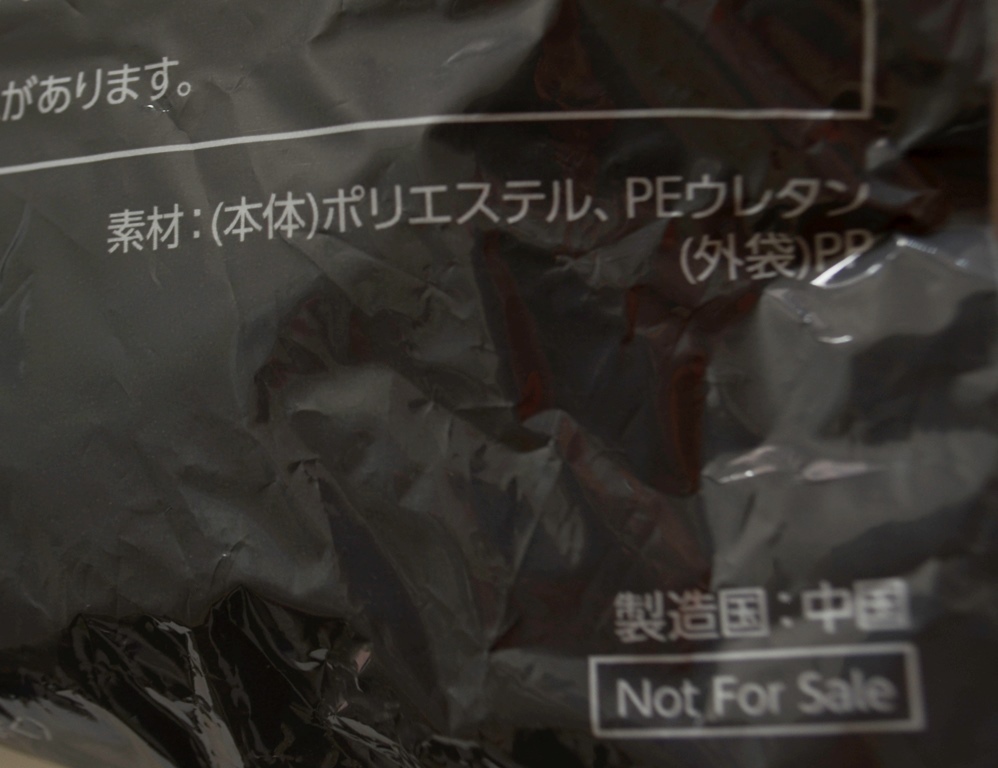 があります。
素材：(本体)ポリエステル、PEウレタン
(外袋)PP
製造国：中国
Not For Sale